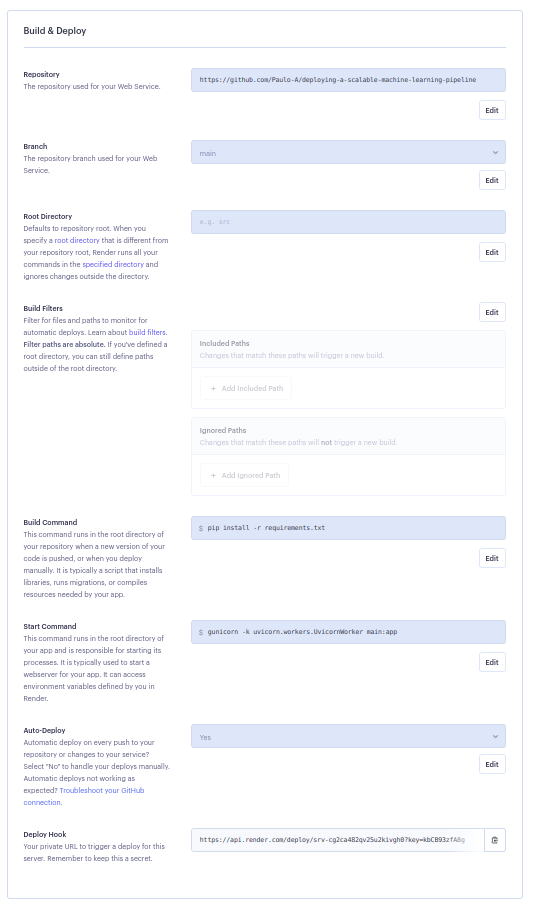 Build & Deploy
Repository
The repository used for your Web Service.
https://github.com/Paulo-A/deploying-a-scalable-machine-learning-pipeline
Edit
Branch
The repository branch used for your Web
Service.
main
Edit
Root Directory
Defaults to repository root. When you
specify a root directory that is different from
your repository root, Render runs all your
commands in the specified directory and
ignores changes outside the directory.
e.g. src
Edit
Build Filters
Filter for files and paths to monitor for
automatic deploys. Learn about build filters.
Filter paths are absolute. If you've defined a
root directory, you can still define paths
outside of the root directory.
Edit
Included Paths
Changes that match these paths will trigger a new build.
+ Add Included Path
Ignored Paths
Changes that match these paths will not trigger a new build.
+ Add Ignored Path
Build Command
This command runs in the root directory of
your repository when a new version of your
code is pushed, or when you deploy
manually. It is typically a script that installs
libraries, runs migrations, or compiles
resources needed by your app.
$ pip install -r requirements.txt
Edit
Start Command
This command runs in the root directory of
your app and is responsible for starting its
processes. It is typically used to start a
webserver for your app. It can access
environment variables defined by you in
Render.
$ gunicorn -k uvicorn.workers.UvicornWorker main:app
Edit
Auto-Deploy
Automatic deploy on every push to your
repository or changes to your service?
Select "No" to handle your deploys manually.
Automatic deploys not working as
expected? Troubleshoot your GitHub
connection.
Yes
Edit
Deploy Hook
Your private URL to trigger a deploy for this
server. Remember to keep this a secret.
https://api.render.com/deploy/srv-cg2ca482qv25u2kivgh0?key=kbCB93zfA8g